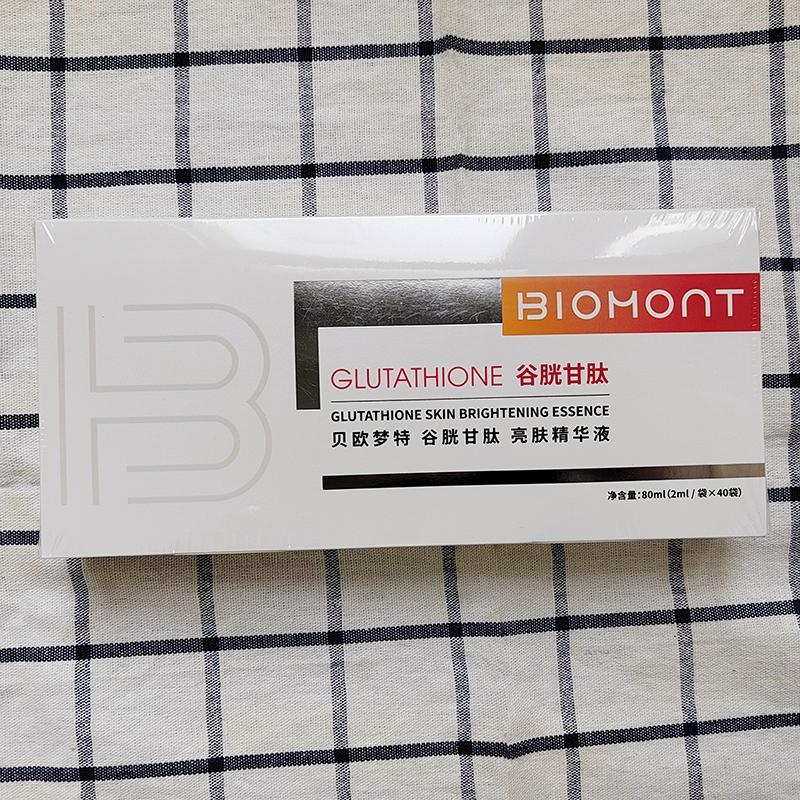 BIOMONT
GLUTATHIONE 谷胱甘肽
GLUTATHIONE SKIN BRIGHTENING ESSENCE
贝欧梦特 谷胱甘肽 亮肤精华液
净含量:80ml(2ml / 袋×40袋)